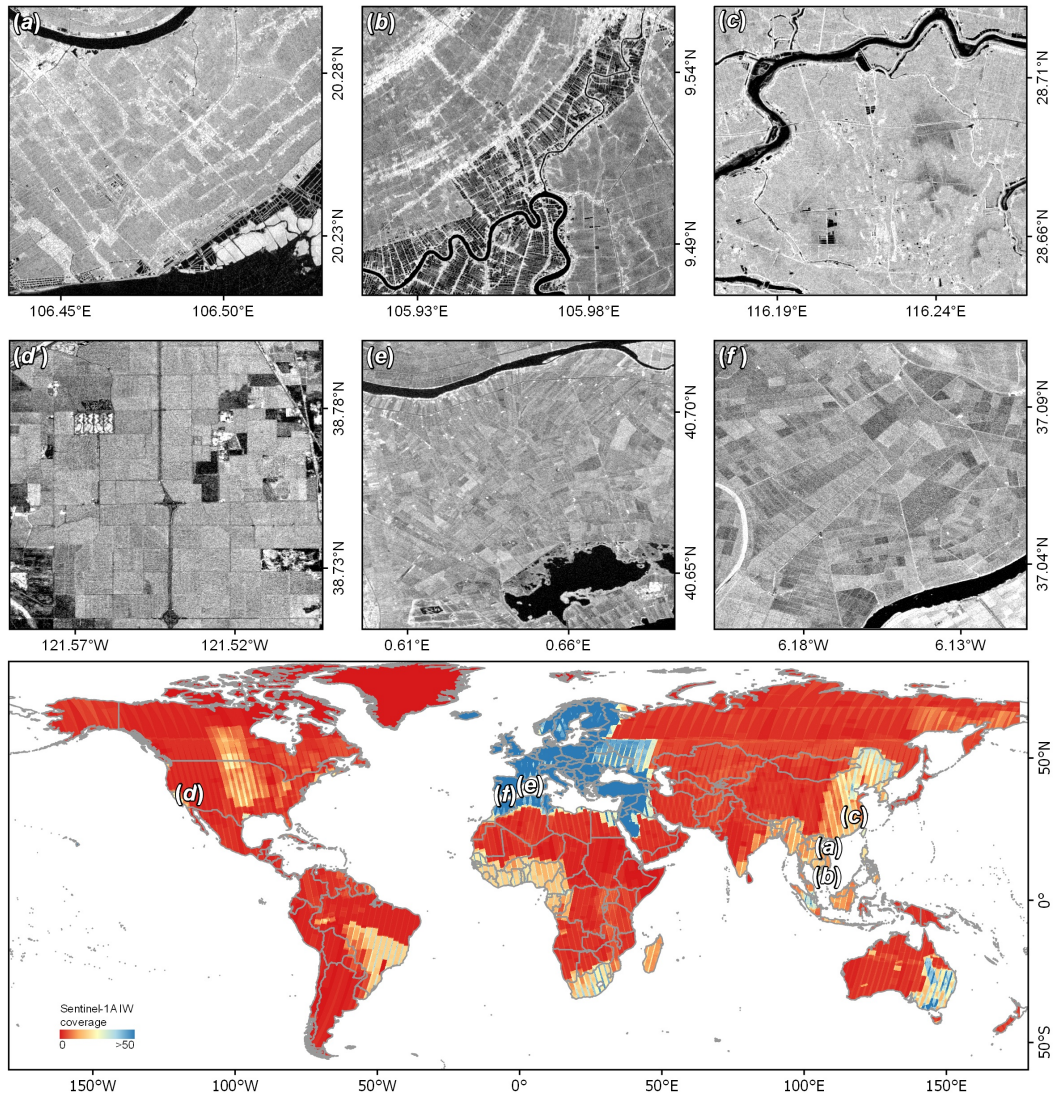 (a)
20.28°N
20.23°N
106.45°E 106.50°E
(b)
9.54°N
9.49°N
105.93°E 105.98°E
(c)
28.71°N
28.66°N
116.19°E 116.24°E
(d)
38.78°N
38.73°N
121.57°W 121.52°W
(e)
40.70°N
40.65°N
0.61°E 0.66°E
(f)
37.09°N
37.04°N
6.18°W 6.13°W
50°N
(d)
(f) (e)
(c)
(a)
(b)
0°
Sentinel-1A IW
coverage
0 >50
50°S
150°W 100°W 50°W 0° 50°E 100°E 150°E